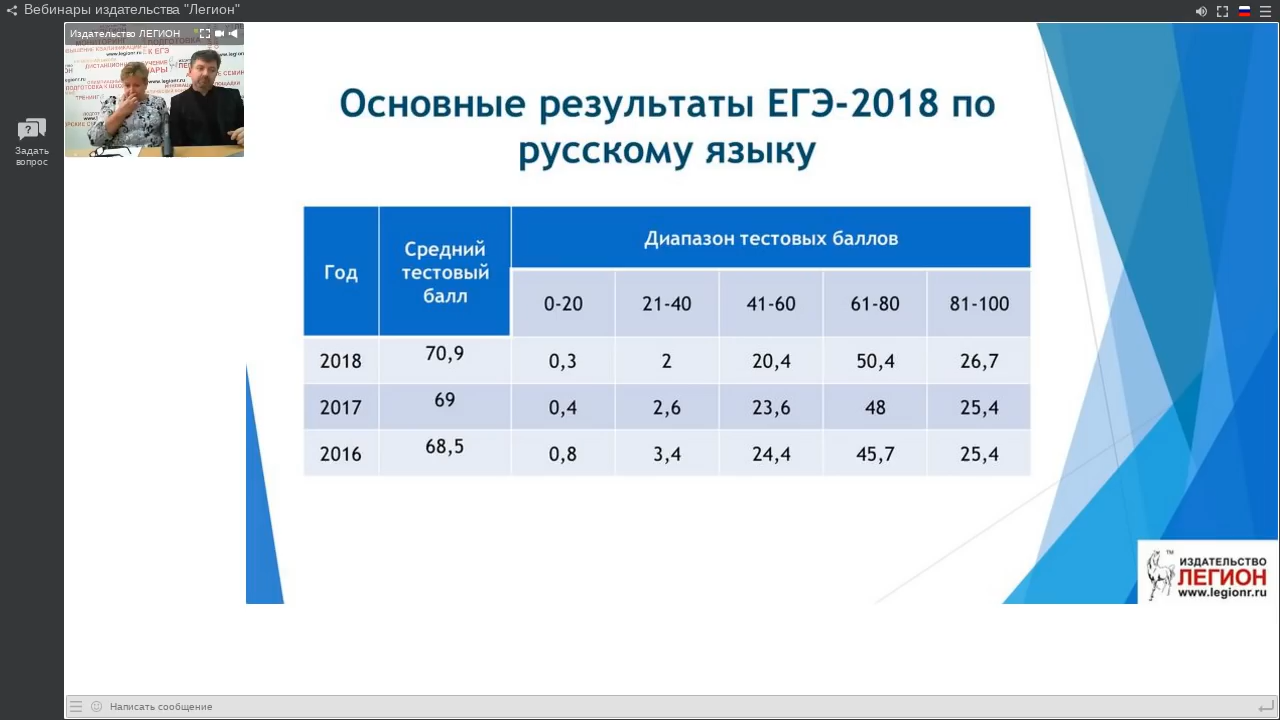 Вебинары издательства "Легион"
Издательство ЛЕГИОН
Задать
вопрос
Основные результаты ЕГЭ-2018 по
русскому языку
Год
Средний
тестовый
балл
Диапазон тестовых баллов
0-20 21-40 41-60 61-80 81-100
2018 70,9 0,3 2 20,4 50,4 26,7
2017 69 0,4 2,6 23,6 48 25,4
2016 68,5 0,8 3,4 24,4 45,7 25,4
ИЗДАТЕЛЬСТВО
ЛЕГИОН
www.legionr.ru
Написать сообщение